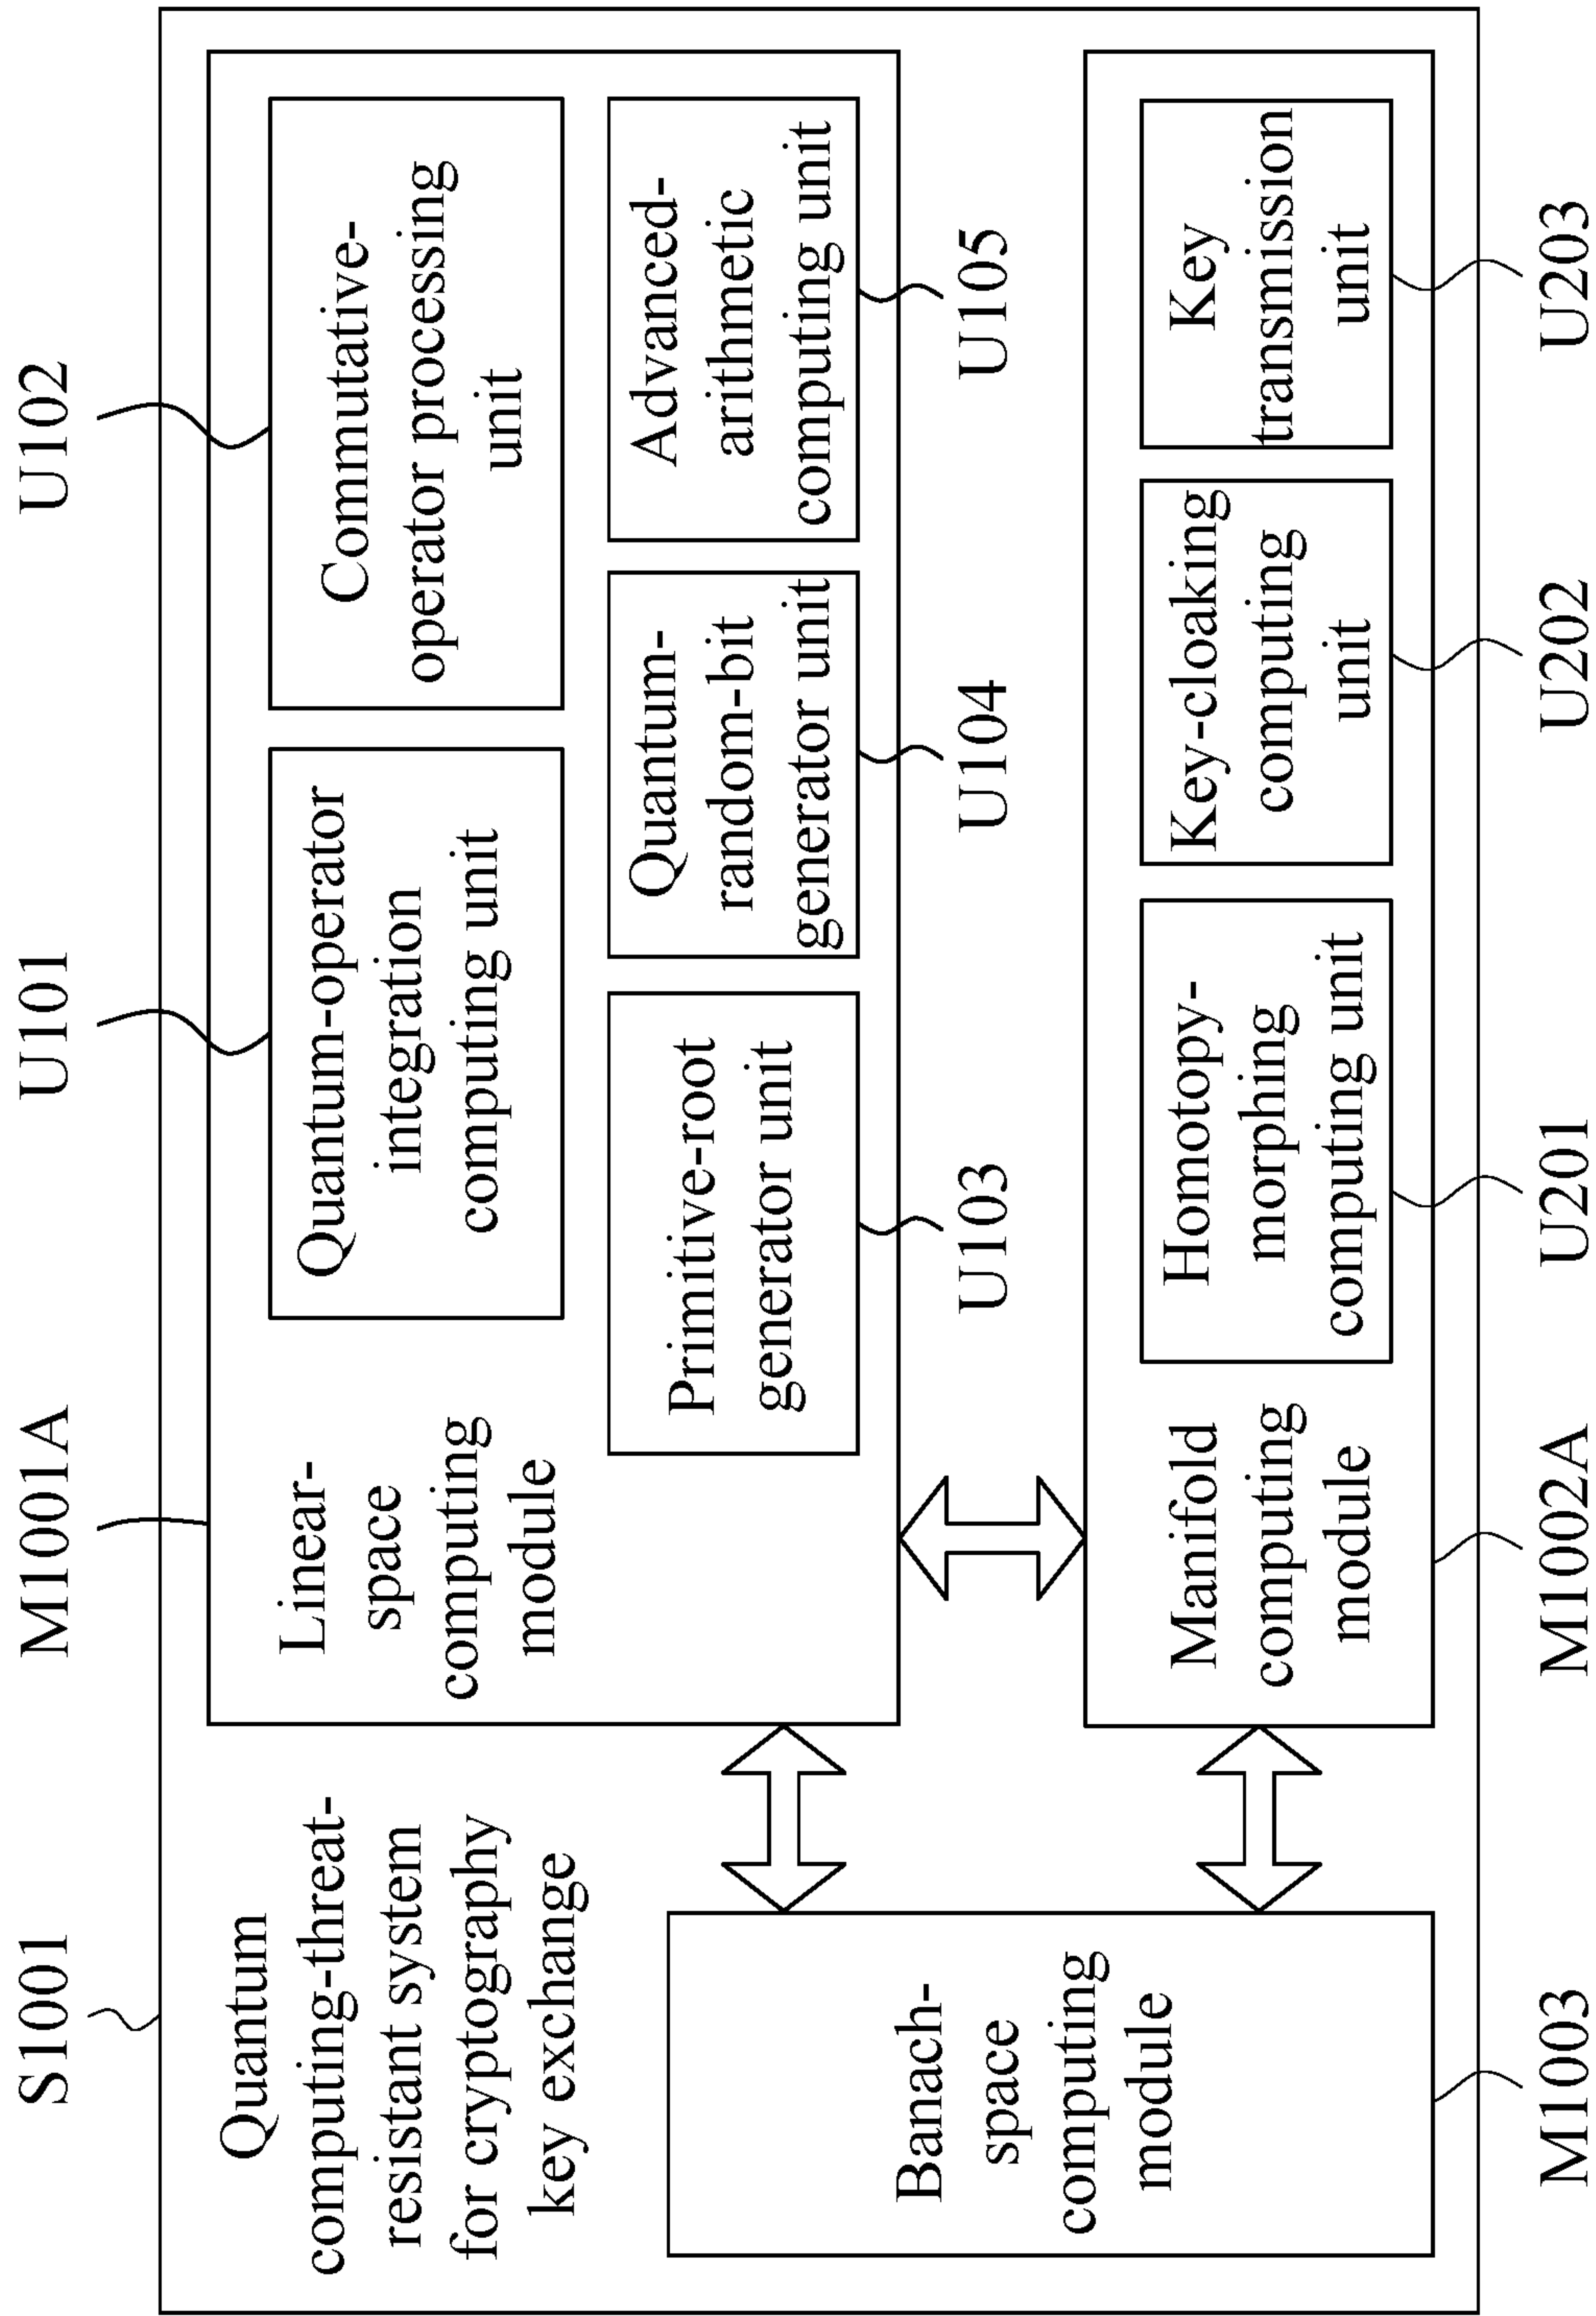 S1001
M1001A
U101
U102
Quantum
computing-threat-
resistant system
for cryptography
key exchange
Linear-
space
computing
module
Quantum-operator
integration
computing unit
Commutative-
operator processing
unit
Primitive-root
generator unit
Quantum-
random-bit
generator unit
Advanced-
arithmetic
computing unit
U103
U104
U105
Banach-
space
computing
module
Manifold
computing
module
Homotopy-
morphing
computing unit
Key-cloaking
computing
unit
Key
transmission
unit
M1003
M1002A
U201
U202
U203